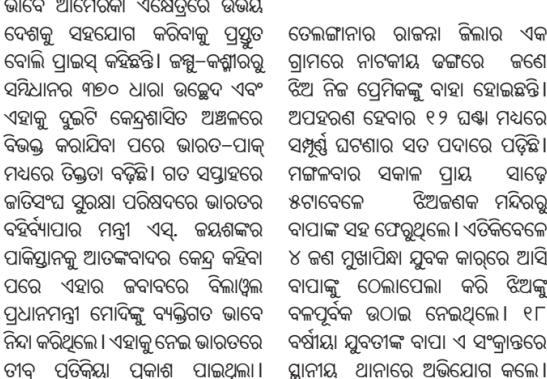 ଭାବେ ଆମେରିକା ଏକ୍ଷେତ୍ରରେ ଉଭୟ
ଦେଶକୁ ସହଯୋଗ କରିବାକୁ ପ୍ରସ୍ତୁତ
ବୋଲି ପ୍ରାଇସ୍ କହିଛନ୍ତି। ଜମ୍ମୁ-କଶ୍ମୀରରୁ
ସମ୍ବିଧାନର ୩୭୦ ଧାରା ଉଚ୍ଛେଦ ଏବଂ
ଏହାକୁ ଦୁଇଟି କେନ୍ଦ୍ରଶାସିତ ଅଞ୍ଚଳରେ
ବିଭକ୍ତ କରାଯିବା ପରେ ଭାରତ-ପାକ୍
ମଧ୍ୟରେ ତିକ୍ତତା ବଢ଼ିଛି। ଗତ ସପ୍ତାହରେ
ଜାତିସଂଘ ସୁରକ୍ଷା ପରିଷଦରେ ଭାରତର
ବହିର୍ବ୍ୟାପାର ମନ୍ତ୍ରୀ ଏସ୍. ଜୟଶଙ୍କର
ପାକିସ୍ତାନକୁ ଆତଙ୍କବାଦର କେନ୍ଦ୍ର କହିବା
ପରେ ଏହାର ଜବାବରେ ବିଲାୱଲ
ପ୍ରଧାନମନ୍ତ୍ରୀ ମୋଦିଙ୍କୁ ବ୍ୟକ୍ତିଗତ ଭାବେ
ନିନ୍ଦା କରିଥିଲେ। ଏହାକୁ ନେଇ ଭାରତରେ
ତୀବ୍ର ପ୍ରତିକ୍ରିୟା ପ୍ରକାଶ ପାଇଥିଲା।
ତେଲଙ୍ଗାନାର ରାଜନ୍ନା ଜିଲାର ଏକ
ଗ୍ରାମରେ ନାଟକୀୟ ଢଙ୍ଗରେ ଜଣେ
ଝିଅ ନିଜ ପ୍ରେମିକଙ୍କୁ ବାହା ହୋଇଛନ୍ତି।
ଅପହରଣ ହେବାର ୧୨ ଘଣ୍ଟା ମଧ୍ୟରେ
ସମ୍ପୂର୍ଣ୍ଣ ଘଟଣାର ସତ ପଦାରେ ପଡ଼ିଛି।
ମଙ୍ଗଳବାର ସକାଳ ପ୍ରାୟ ସାଢ଼େ
୫ଟାବେଳେ ଝିଅଜଣକ ମନ୍ଦିରରୁ
ବାପାଙ୍କ ସହ ଫେରୁଥିଲେ। ଏତିକିବେଳେ
୪ ଜଣ ମୁଖାପିନ୍ଧା ଯୁବକ କାର୍‌ରେ ଆସି
ବାପାଙ୍କୁ ଠେଲାପେଲା କରି ଝିଅଙ୍କୁ
ବଳପୂର୍ବକ ଉଠାଇ ନେଇଥିଲେ। ୧୮
ବର୍ଷୀୟା ଯୁବତୀଙ୍କ ବାପା ଏ ସଂକ୍ରାନ୍ତରେ
ସ୍ଥାନୀୟ ଥାନାରେ ଅଭିଯୋଗ କଲେ।